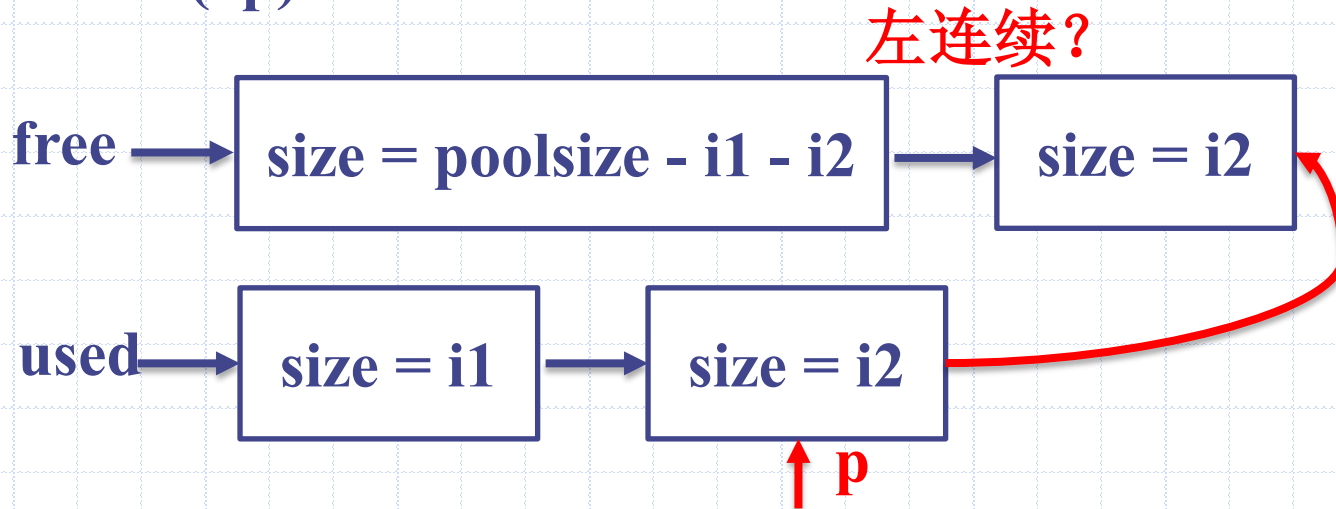 (*p)
左连续？
free
size = poolsize - i1 - i2
size = i2
used
size = i1
size = i2
p